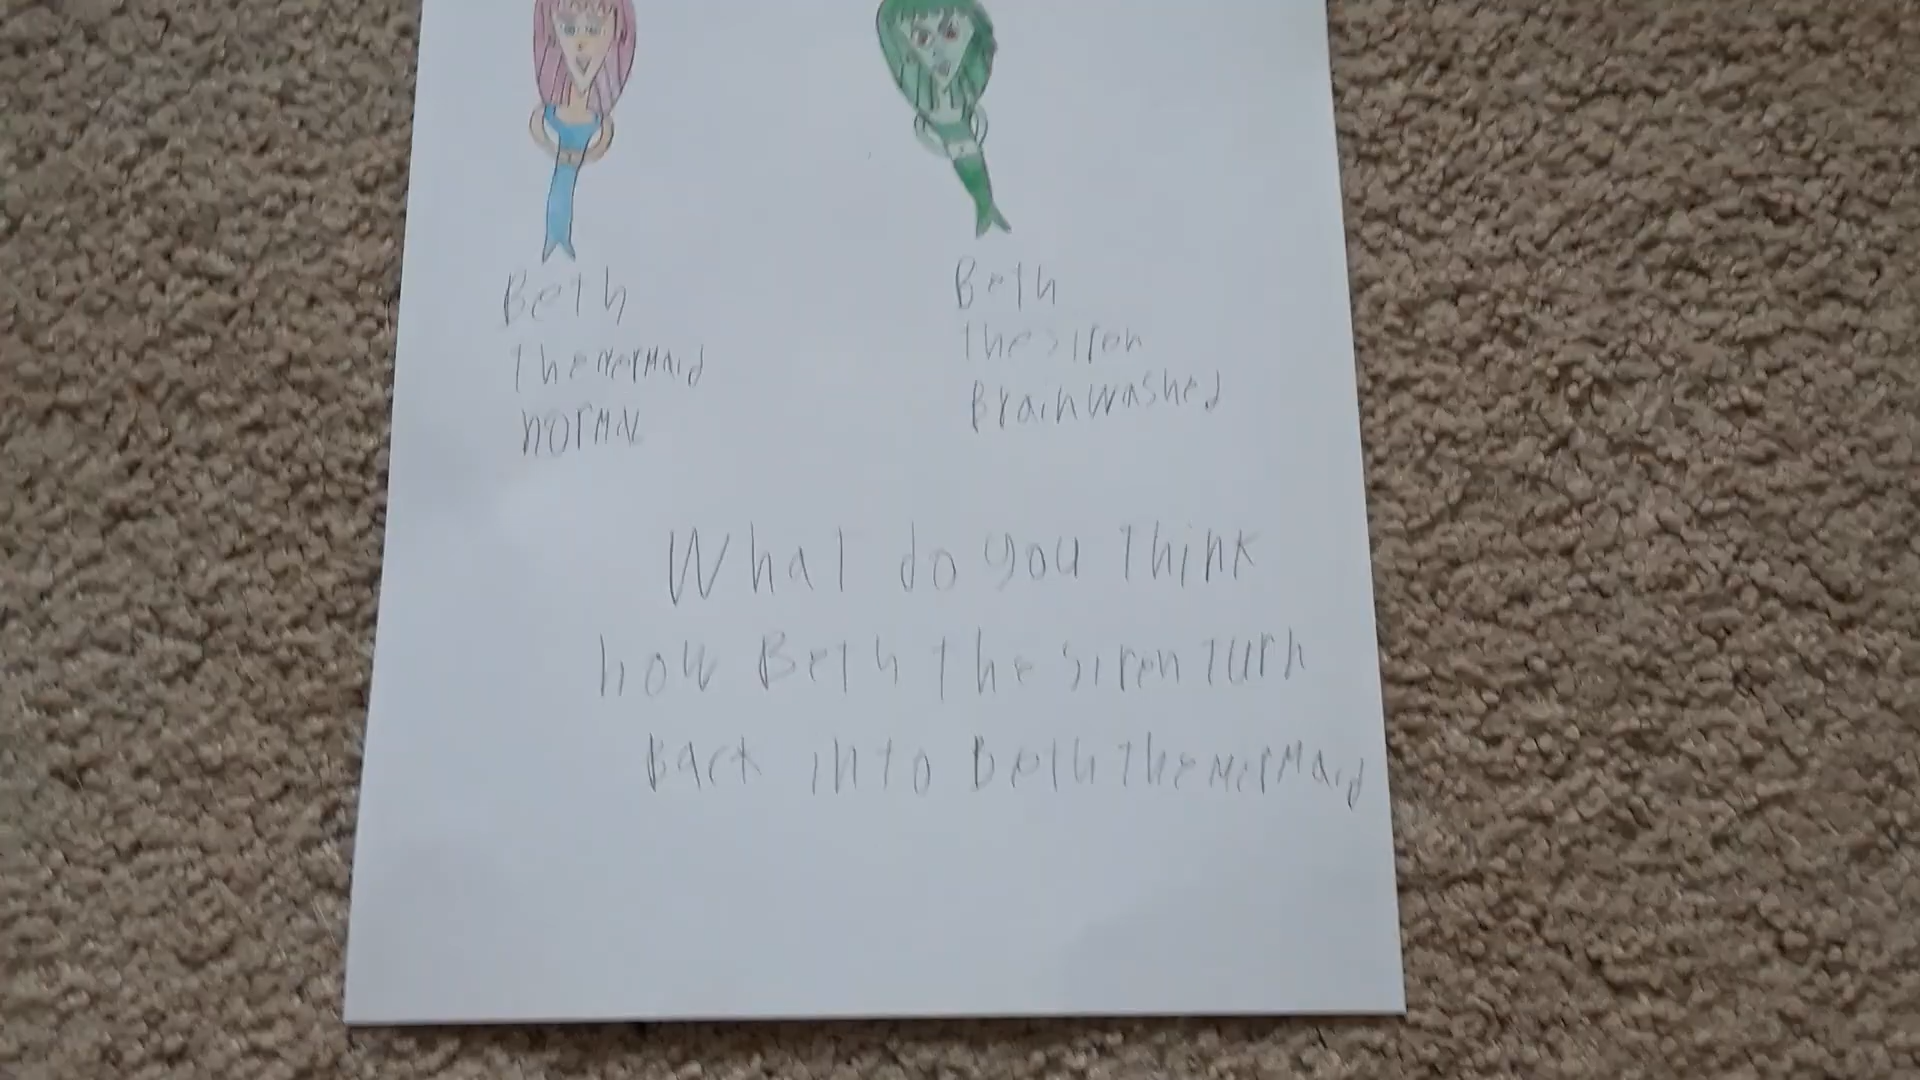 Beth
the mermaid
normal
Beth
the siren
Brainwashed
What do you think
how Beth the siren turn
Back into Beth the mermaid